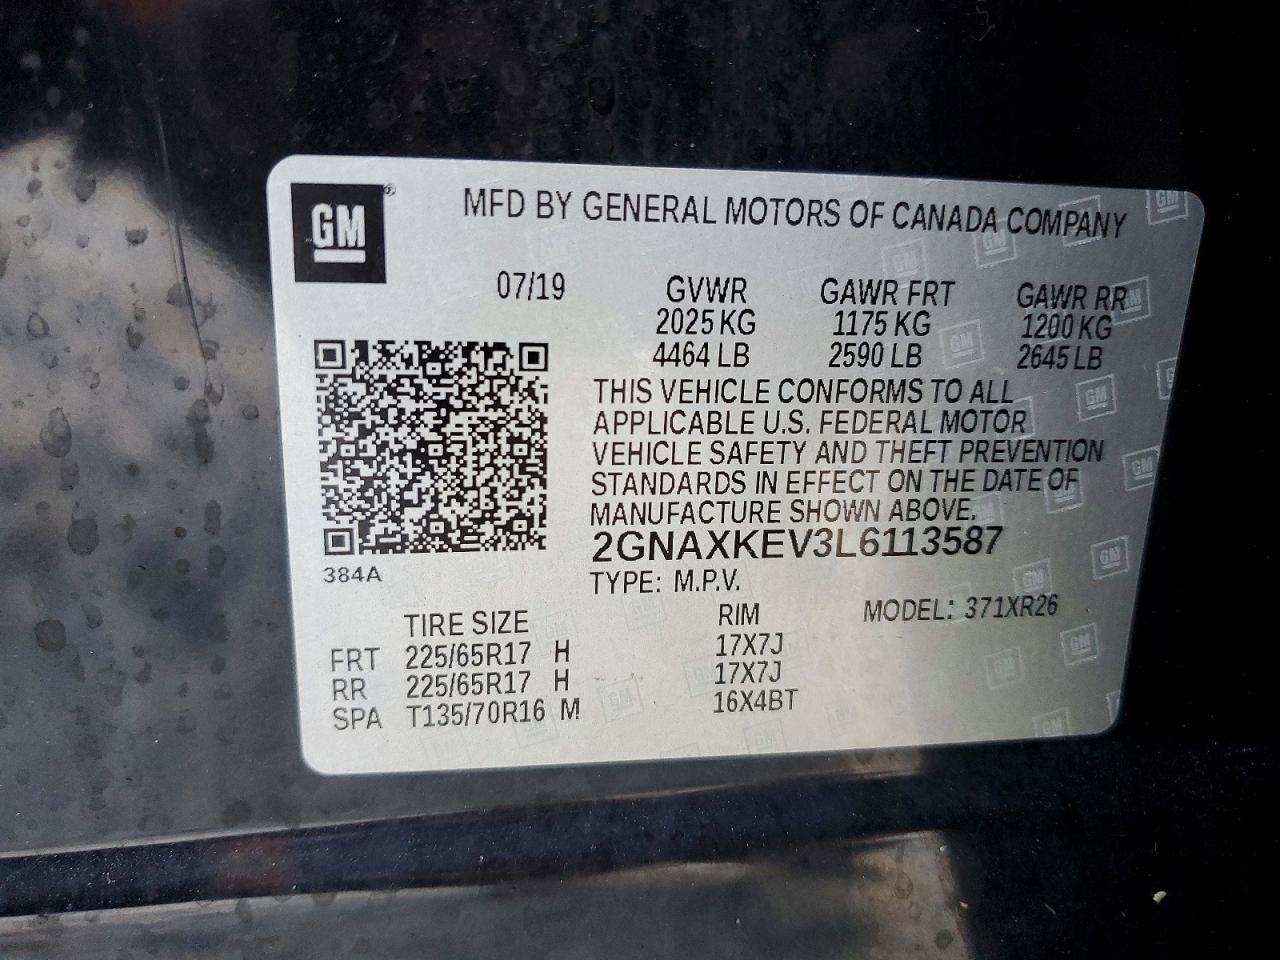 GM
MFD BY GENERAL MOTORS OF CANADA COMPANY
07/19 GVWR GAWR FRT GAWR RR
2025 KG 1175 KG 1200 KG
4464 LB 2590 LB 2645 LB
THIS VEHICLE CONFORMS TO ALL
APPLICABLE U.S. FEDERAL MOTOR
VEHICLE SAFETY AND THEFT PREVENTION
STANDARDS IN EFFECT ON THE DATE OF
MANUFACTURE SHOWN ABOVE.
2GNAXKEV3L6113587
384A
TYPE: M.P.V.
TIRE SIZE RIM MODEL: 371XR26
FRT 225/65R17 H 17X7J
RR 225/65R17 H 17X7J
SPA T135/70R16 M 16X4BT